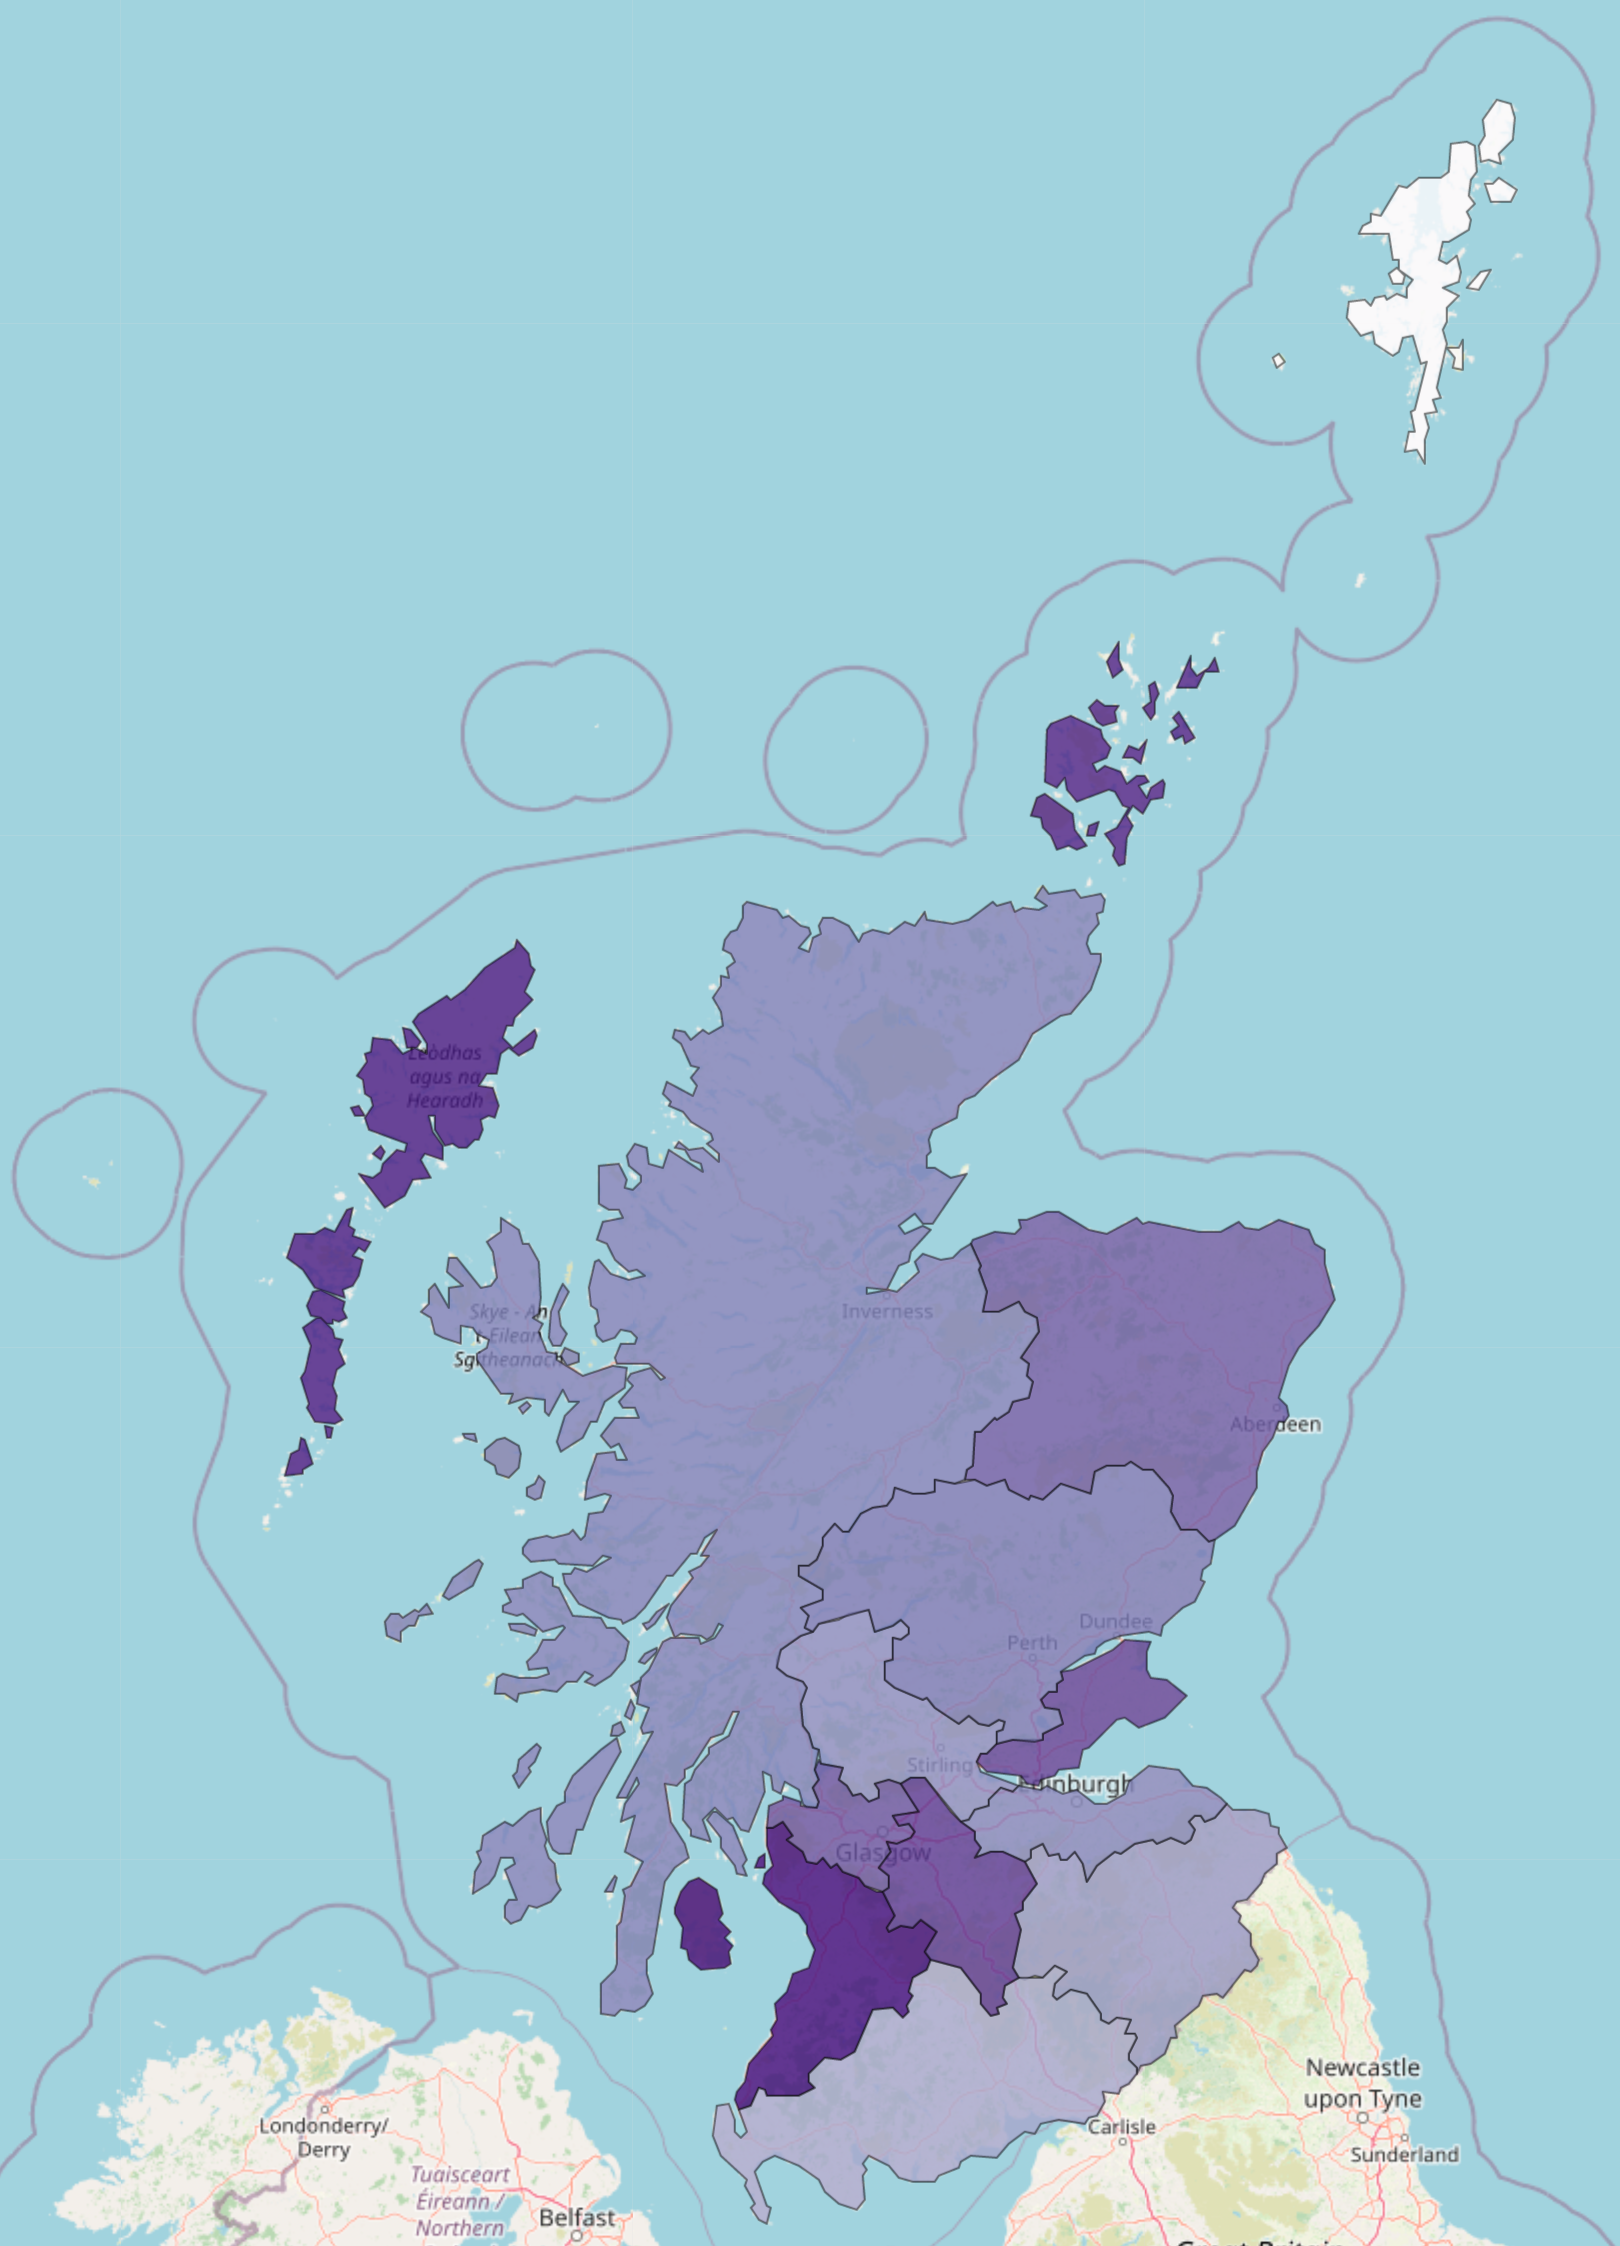 Leòdhas
agus na
Hearadh
Skye - An
t-Eilean
Sgitheanach
Inverness
Aberdeen
Dundee
Perth
Stirling
Edinburgh
Glasgow
Newcastle
upon Tyne
Carlisle
Sunderland
Londonderry/
Derry
Tuaisceart
Éireann /
Northern
Belfast
Great Britain